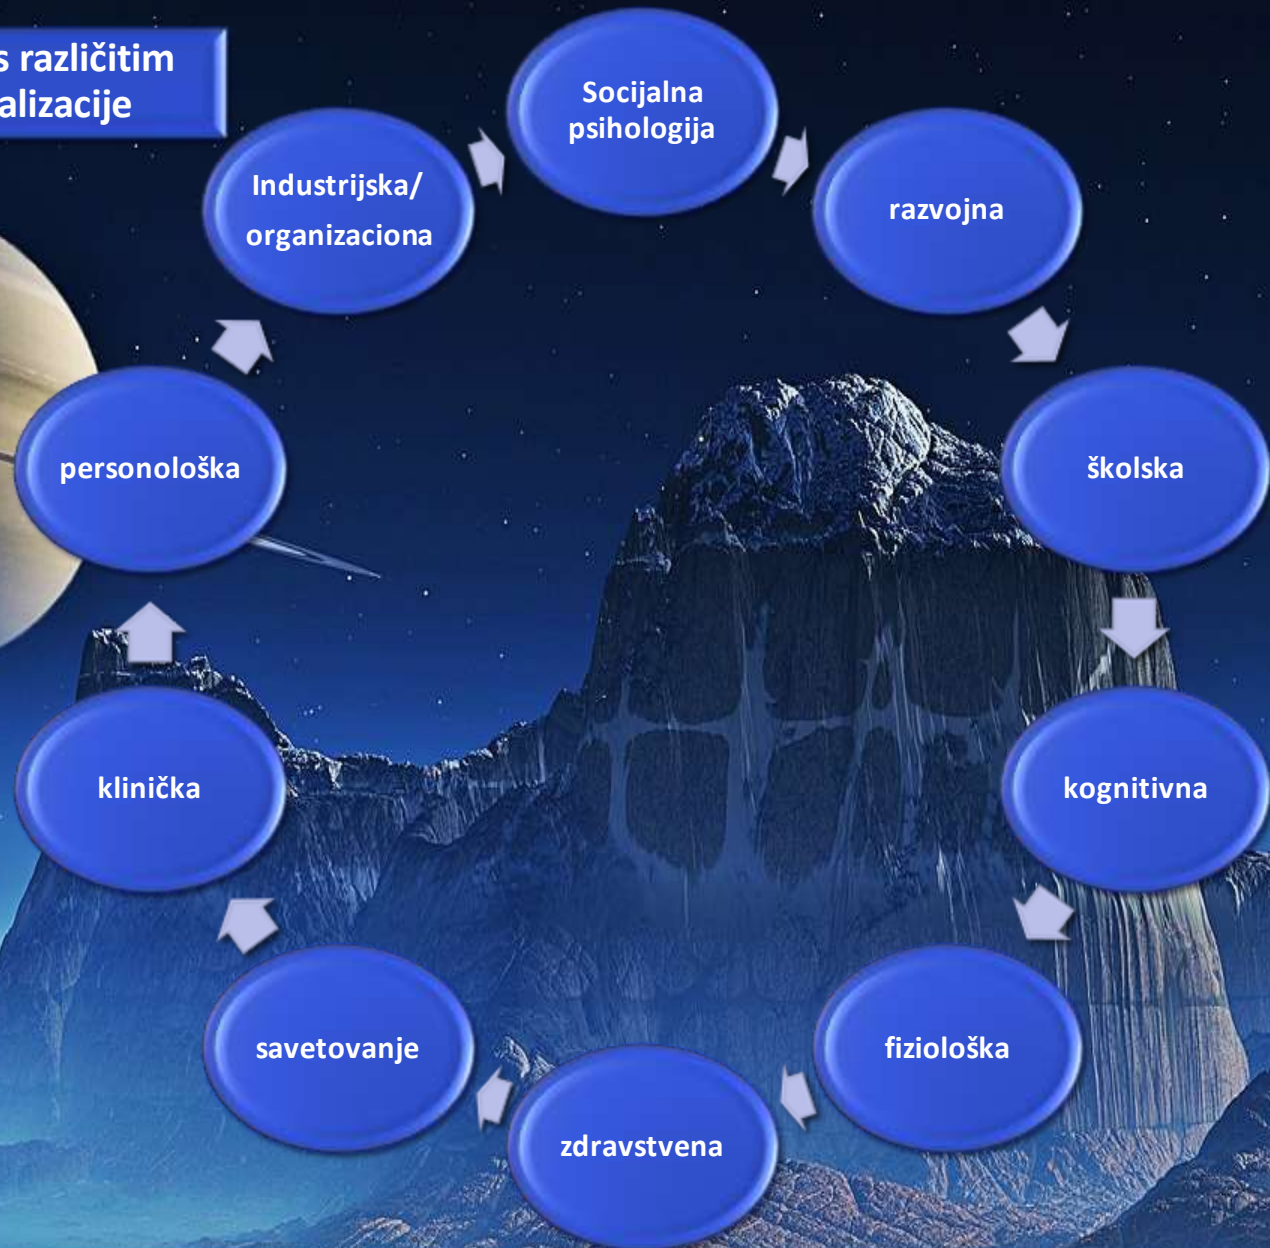 s različitim
alizacije
Socijalna
psihologija
razvojna
školska
kognitivna
fiziološka
zdravstvena
savetovanje
klinička
personološka
Industrijska/
organizaciona